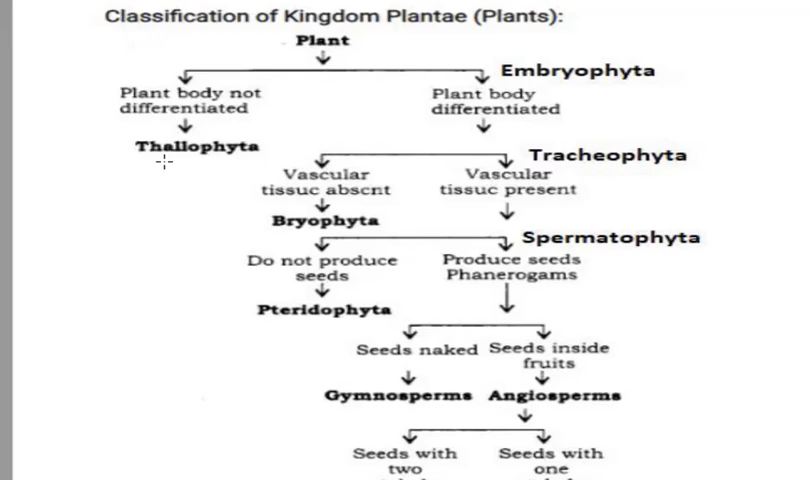 Classification of Kingdom Plantae (Plants):
Plant
Embryophyta
Plant body not
differentiated
Plant body
differentiated
Thallophyta
Tracheophyta
Vascular
tissue absent
Vascular
tissue present
Bryophyta
Spermatophyta
Do not produce
seeds
Produce seeds
Phanerogams
Pteridophyta
Seeds naked
Seeds inside
fruits
Gymnosperms
Angiosperms
Seeds with
two
Seeds with
one